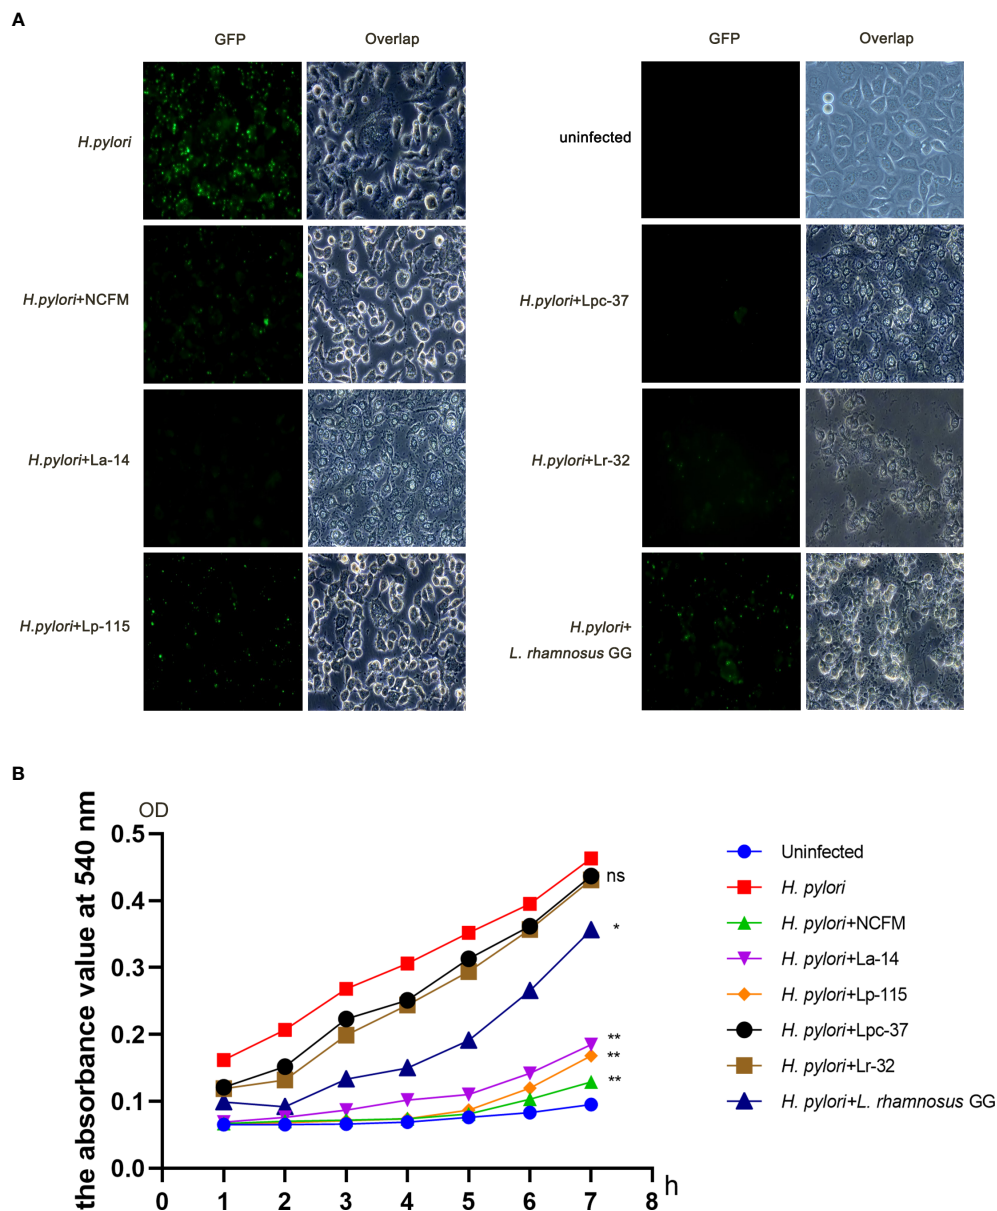 A
GFP Overlap GFP Overlap
H.pylori
uninfected
H.pylori+NCFM
H.pylori+Lpc-37
H.pylori+La-14
H.pylori+Lr-32
H.pylori+Lp-115
H.pylori+
L. rhamnosus GG
B
the absorbance value at 540 nm
OD
0.5
0.4
0.3
0.2
0.1
0.0
0 1 2 3 4 5 6 7 8 h
ns
*
**
**
**
Uninfected
H. pylori
H. pylori+NCFM
H. pylori+La-14
H. pylori+Lp-115
H. pylori+Lpc-37
H. pylori+Lr-32
H. pylori+L. rhamnosus GG